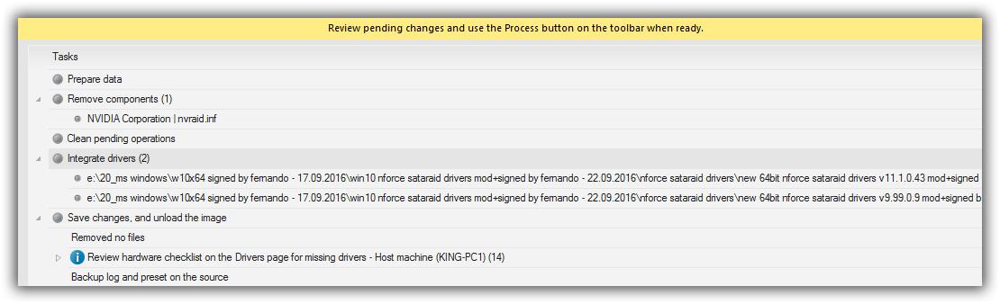 Review pending changes and use the Process button on the toolbar when ready.
Tasks
Prepare data
Remove components (1)
NVIDIA Corporation | nvraid.inf
Clean pending operations
Integrate drivers (2)
e:\20_ms windows\w10x64 signed by fernando - 17.09.2016\win10 nforce sataraid drivers mod+signed by fernando - 22.09.2016\nforce sataraid drivers\new 64bit nforce sataraid drivers v11.1.0.43 mod+signed
e:\20_ms windows\w10x64 signed by fernando - 17.09.2016\win10 nforce sataraid drivers mod+signed by fernando - 22.09.2016\nforce sataraid drivers\new 64bit nforce sataraid drivers v9.99.0.9 mod+signed b
Save changes, and unload the image
Removed no files
Review hardware checklist on the Drivers page for missing drivers - Host machine (KING-PC1) (14)
Backup log and preset on the source